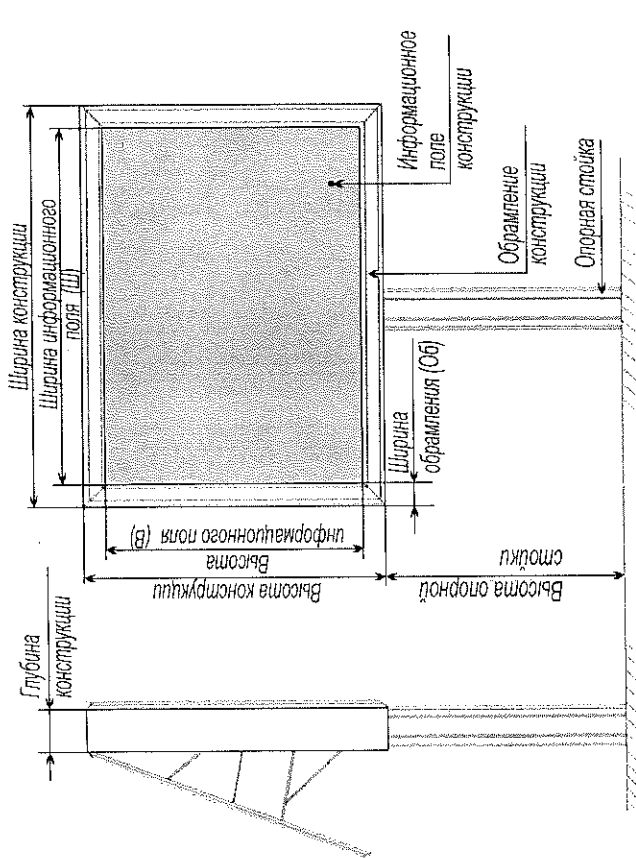 Ширина конструкции
Ширина информационного
поля (Ш)
Информационное
поле
конструкции
Обрамление
конструкции
Опорная стойка
Ширина
обрамления (Об)
Высота
информационного поля (В)
Высота конструкции
Высота опорной
стойки
Глубина
конструкции